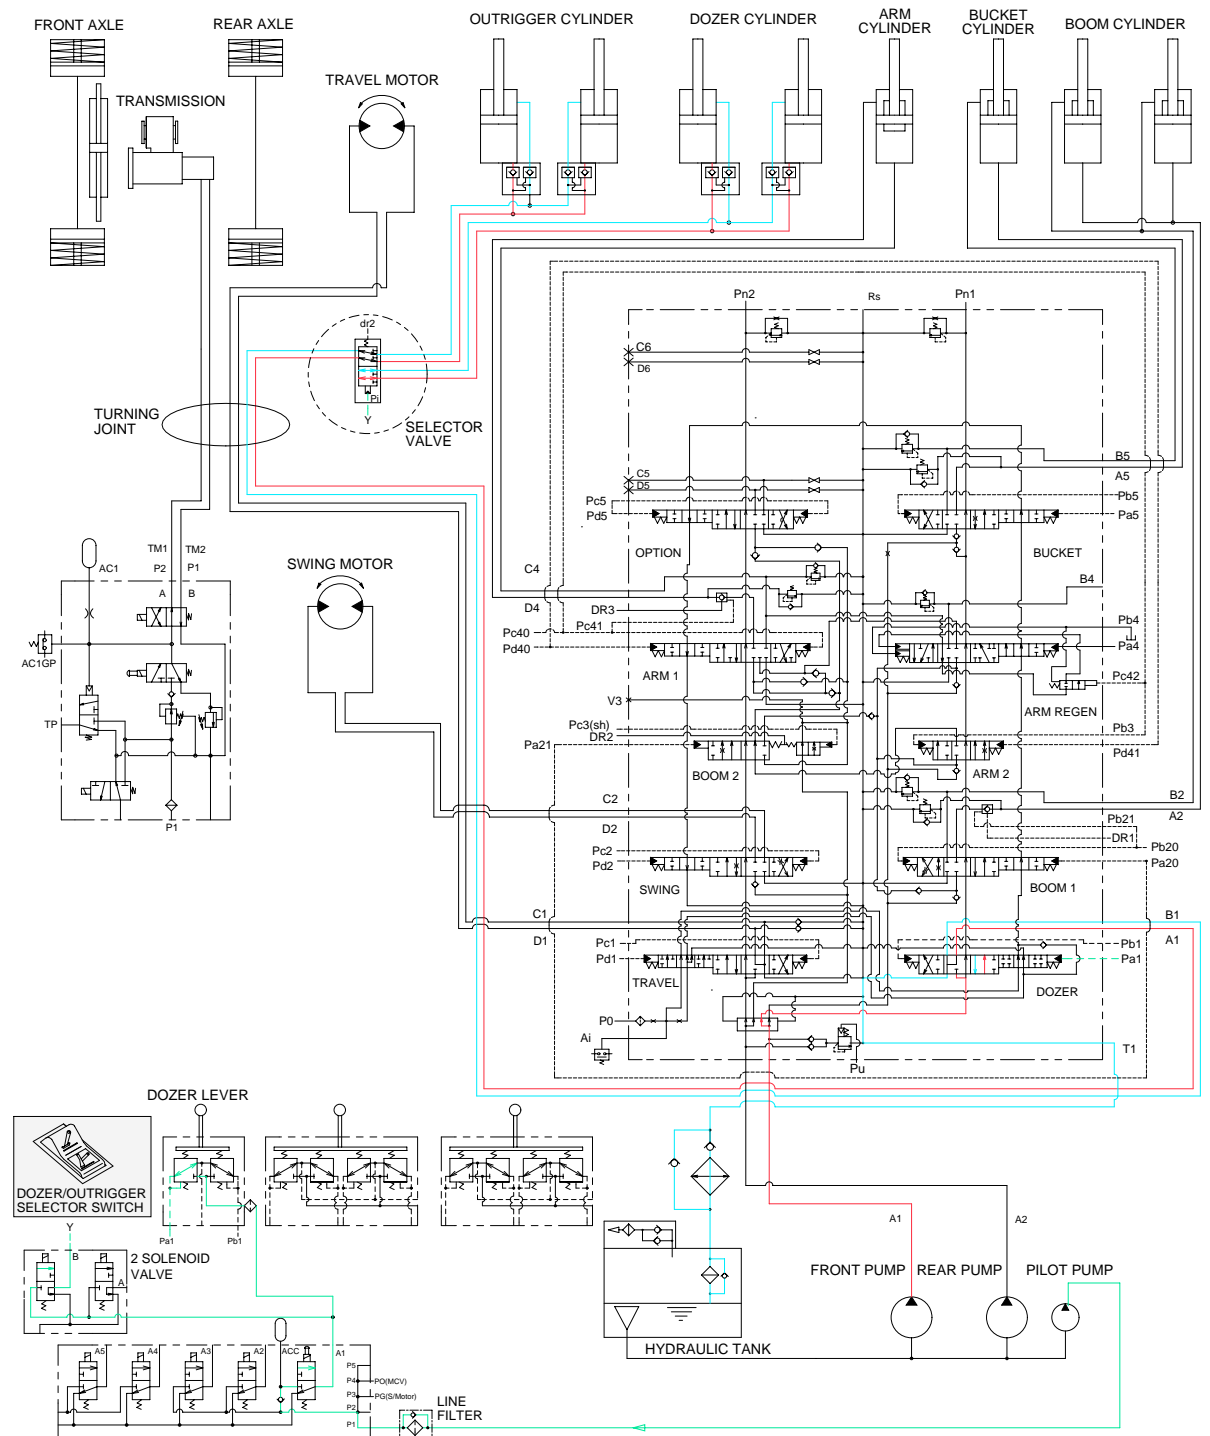 FRONT AXLE
REAR AXLE
OUTRIGGER CYLINDER
DOZER CYLINDER
ARM
CYLINDER
BUCKET
CYLINDER
BOOM CYLINDER
TRAVEL MOTOR
TRANSMISSION
Pn2
Rs
Pn1
dr2
C6
D6
Pi
Y
TURNING
JOINT
SELECTOR
VALVE
B5
A5
C5
D5
Pc5
Pd5
Pb5
Pa5
OPTION
BUCKET
TM1
TM2
P2
P1
AC1
A
B
SWING MOTOR
C4
D4
DR3
B4
Pc40
Pc41
Pd40
Pb4
Pa4
AC1GP
ARM 1
Pc42
V3
ARM REGEN
TP
Pc3(sh)
DR2
Pa21
Pb3
Pd41
BOOM 2
ARM 2
C2
D2
B2
A2
Pb21
DR1
P1
Pc2
Pd2
Pb20
Pa20
SWING
BOOM 1
C1
D1
B1
A1
Pc1
Pd1
Pb1
Pa1
TRAVEL
DOZER
P0
Ai
T1
Pu
DOZER LEVER
DOZER/OUTRIGGER
SELECTOR SWITCH
Pa1
Pb1
Y
B
A
2 SOLENOID
VALVE
A1
A2
FRONT PUMP
REAR PUMP
PILOT PUMP
HYDRAULIC TANK
A5
A4
A3
A2
ACC
A1
P5
P4
PO(MCV)
P3
PG(S/Motor)
P2
P1
LINE
FILTER